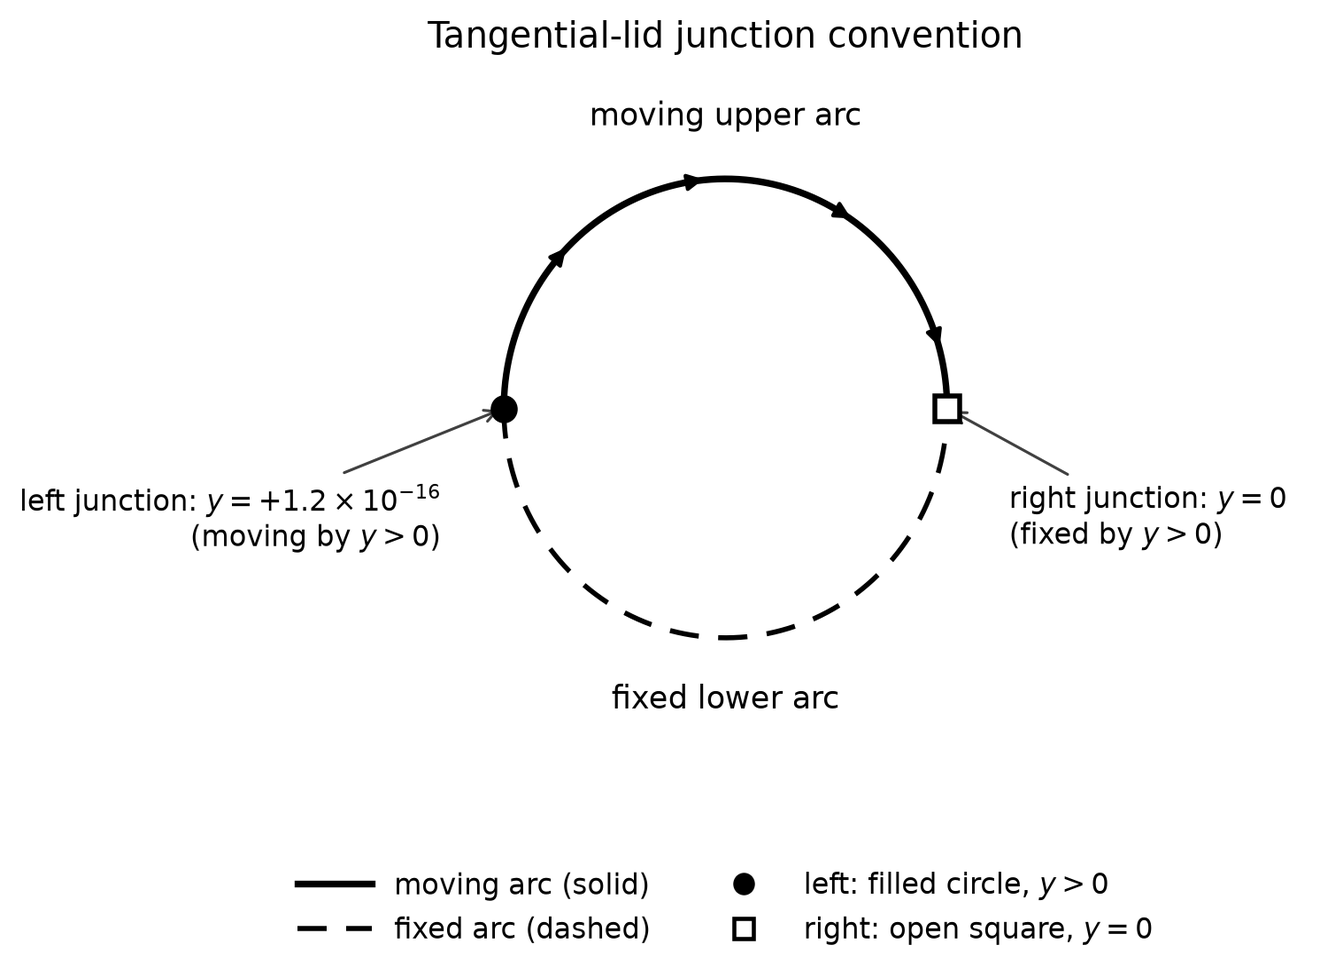 Tangential-lid junction convention
moving upper arc
left junction: y = +1.2 × 10⁻¹⁶
(moving by y > 0)
right junction: y = 0
(fixed by y > 0)
fixed lower arc
moving arc (solid)
fixed arc (dashed)
left: filled circle, y > 0
right: open square, y = 0